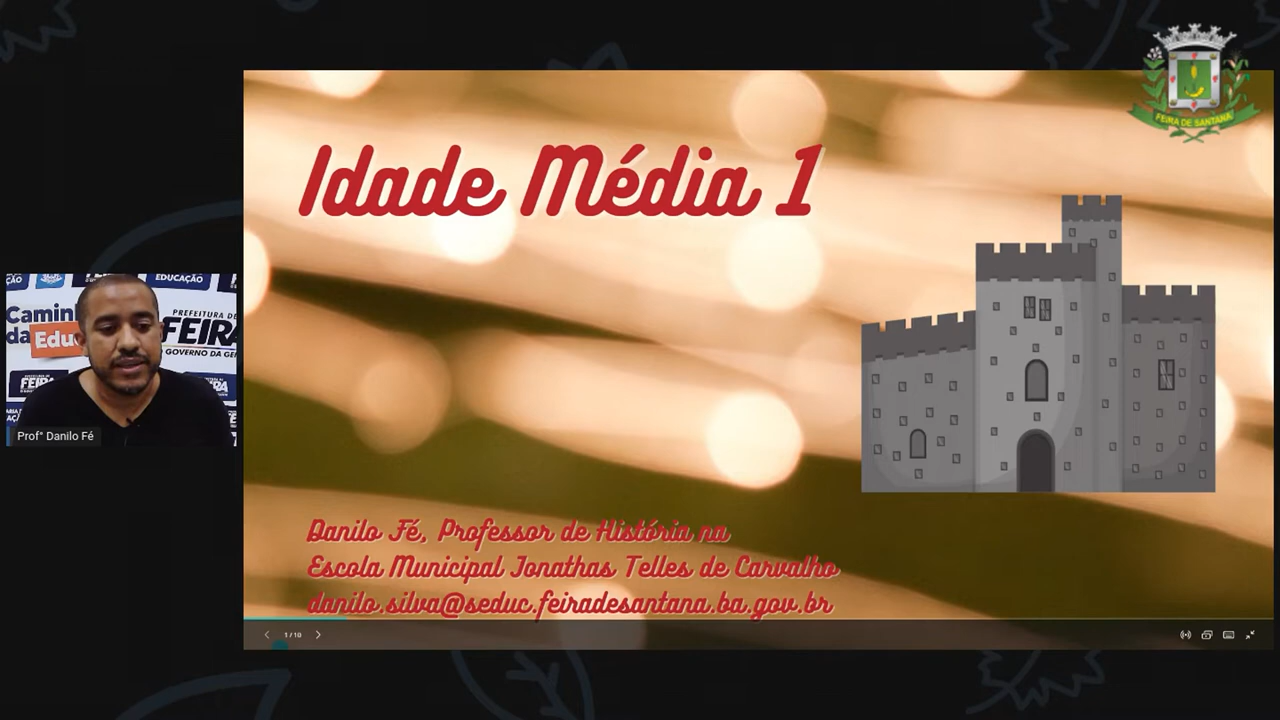 FEIRA DE SANTANA
Idade Média 1
EDUCAÇÃO
PREFEITURA DE
FEIRA
GOVERNO DA
FEIRA
Prof° Danilo Fé
Danilo Fé, Professor de História na
Escola Municipal Jonathas Telles de Carvalho
danilo.silva@seduc.feiradesantana.ba.gov.br
1 / 10